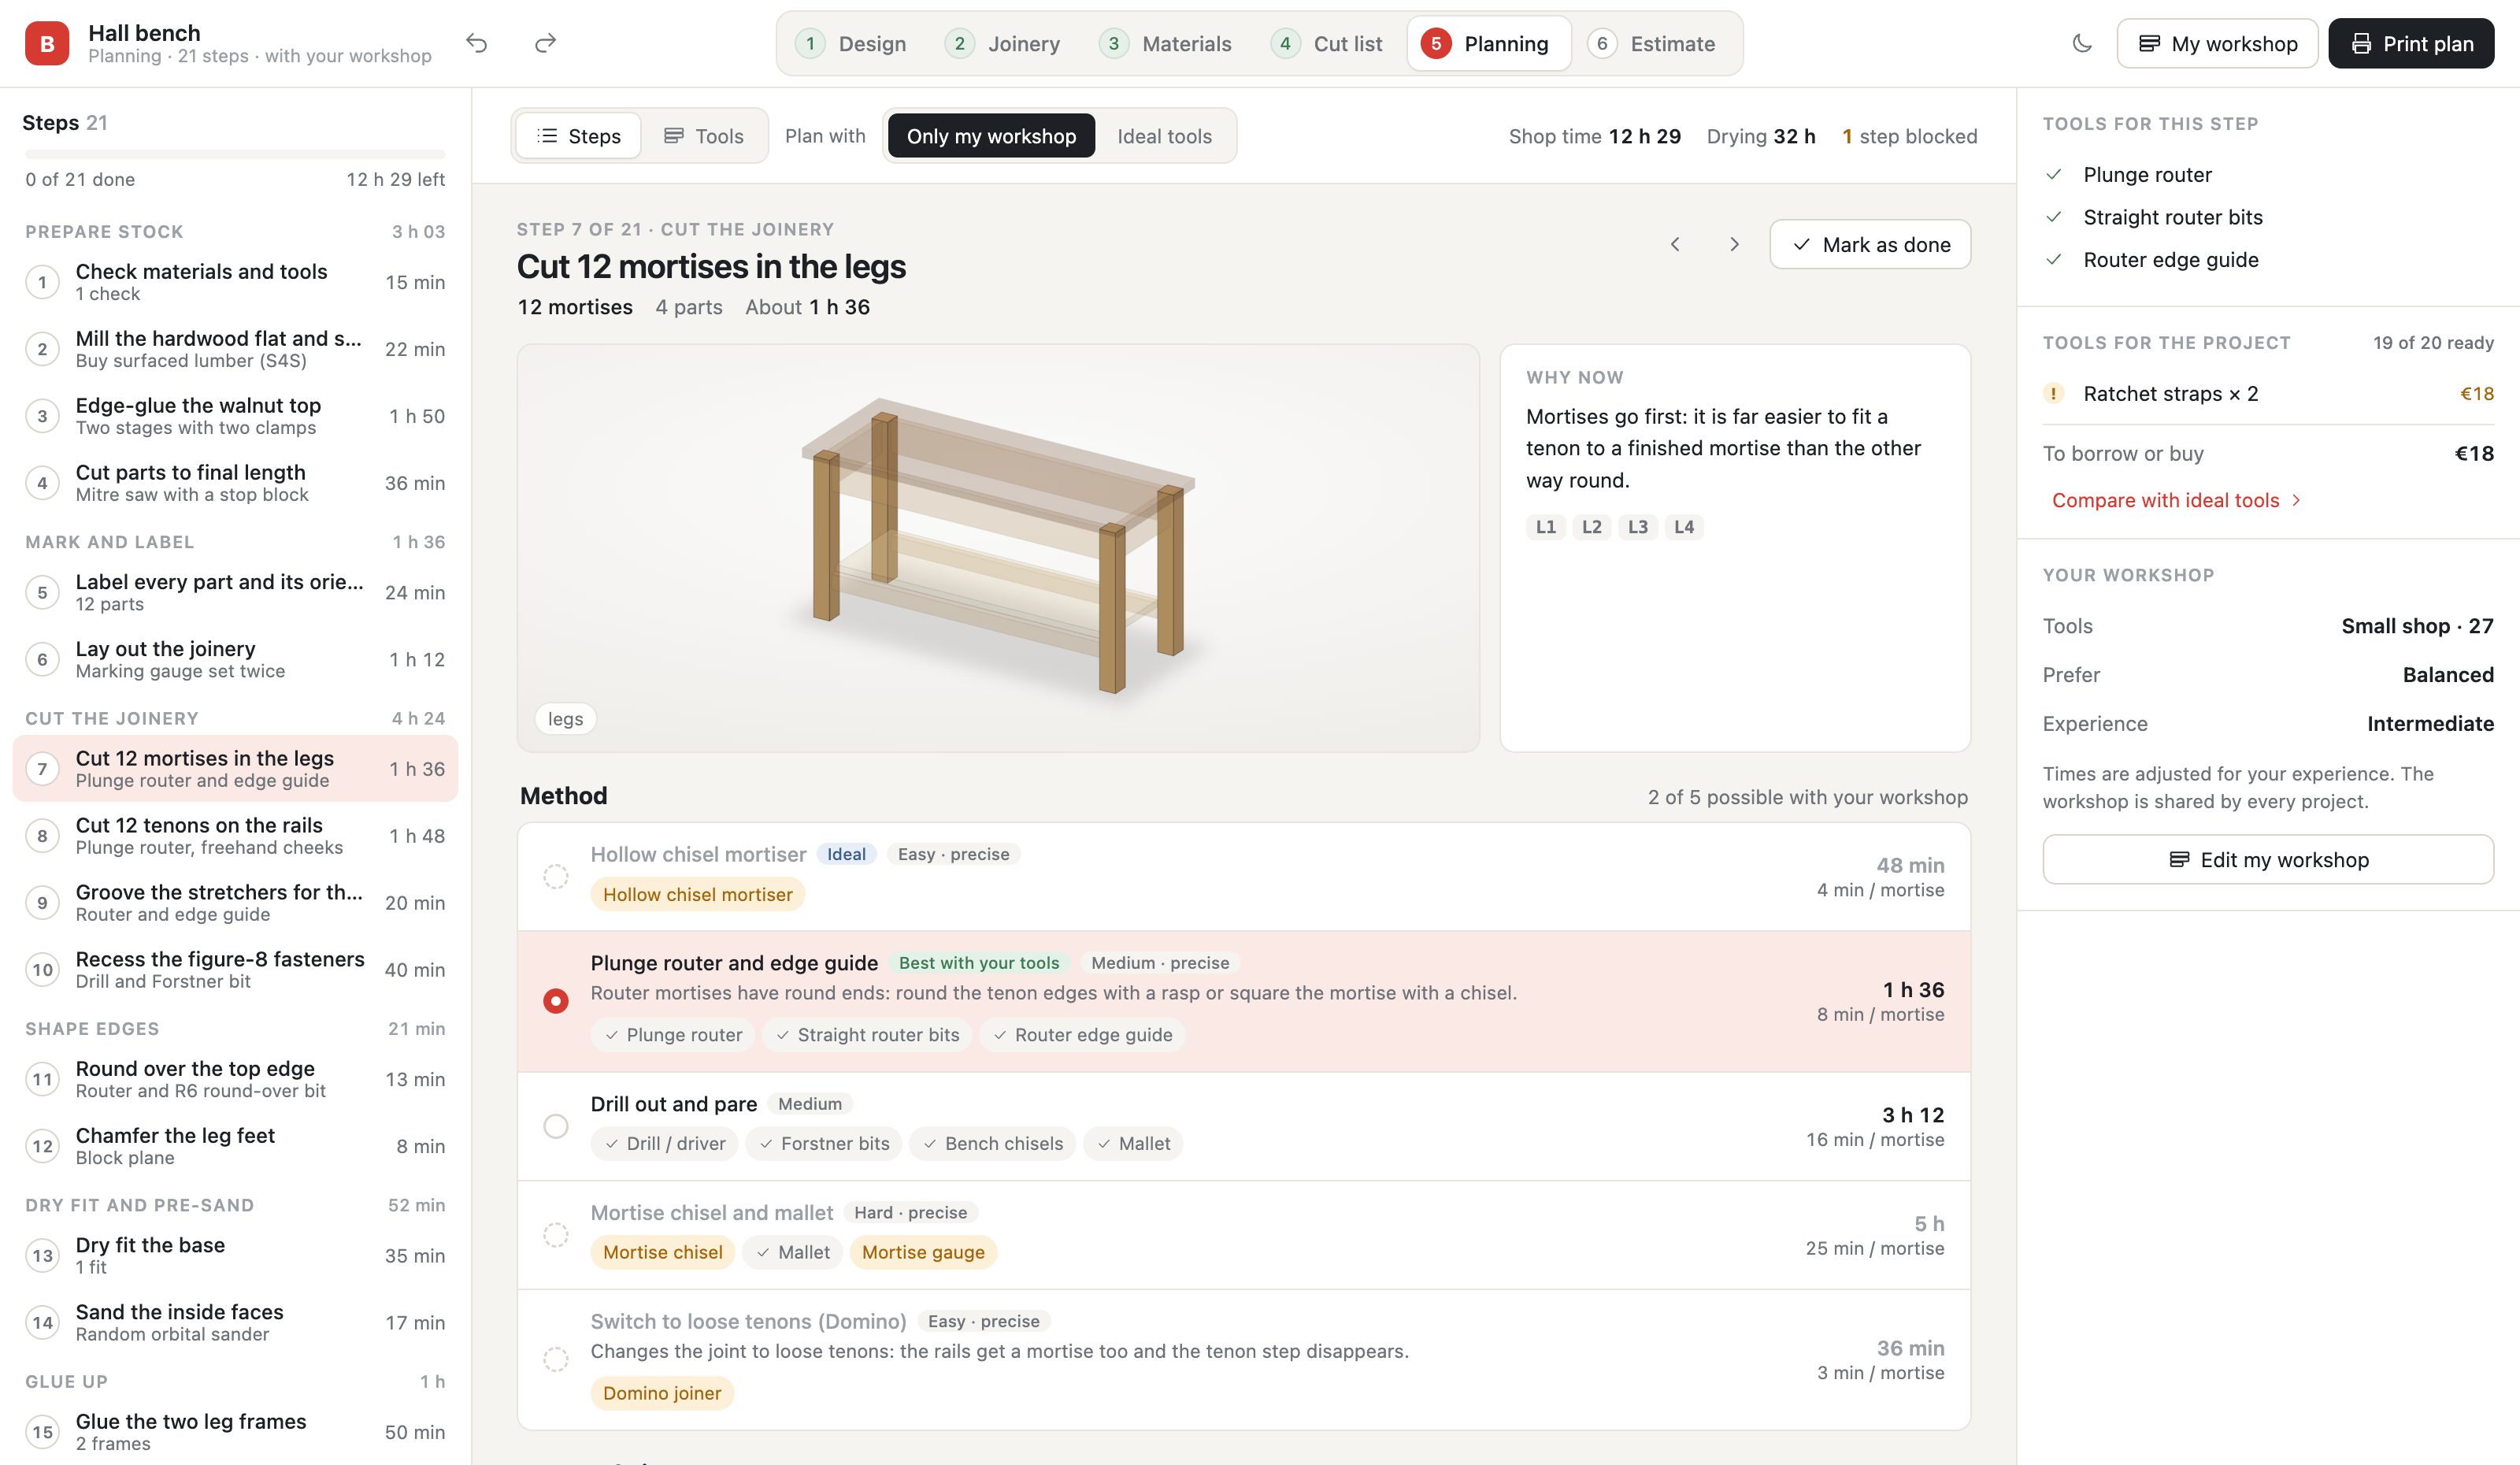 B
Hall bench
Planning · 21 steps · with your workshop
1 Design
2 Joinery
3 Materials
4 Cut list
5 Planning
6 Estimate
My workshop
Print plan
Steps 21
0 of 21 done
12 h 29 left
PREPARE STOCK 3 h 03
1 Check materials and tools 15 min
1 check
2 Mill the hardwood flat and s... 22 min
Buy surfaced lumber (S4S)
3 Edge-glue the walnut top 1 h 50
Two stages with two clamps
4 Cut parts to final length 36 min
Mitre saw with a stop block
MARK AND LABEL 1 h 36
5 Label every part and its orie... 24 min
12 parts
6 Lay out the joinery 1 h 12
Marking gauge set twice
CUT THE JOINERY 4 h 24
7 Cut 12 mortises in the legs 1 h 36
Plunge router and edge guide
8 Cut 12 tenons on the rails 1 h 48
Plunge router, freehand cheeks
9 Groove the stretchers for th... 20 min
Router and edge guide
10 Recess the figure-8 fasteners 40 min
Drill and Forstner bit
SHAPE EDGES 21 min
11 Round over the top edge 13 min
Router and R6 round-over bit
12 Chamfer the leg feet 8 min
Block plane
DRY FIT AND PRE-SAND 52 min
13 Dry fit the base 35 min
1 fit
14 Sand the inside faces 17 min
Random orbital sander
GLUE UP 1 h
15 Glue the two leg frames 50 min
2 frames
Steps
Tools
Plan with
Only my workshop
Ideal tools
Shop time 12 h 29
Drying 32 h
1 step blocked
STEP 7 OF 21 · CUT THE JOINERY
Cut 12 mortises in the legs
12 mortises 4 parts About 1 h 36
Mark as done
legs
WHY NOW
Mortises go first: it is far easier to fit a
tenon to a finished mortise than the other
way round.
L1 L2 L3 L4
Method
2 of 5 possible with your workshop
Hollow chisel mortiser Ideal Easy · precise
Hollow chisel mortiser
48 min
4 min / mortise
Plunge router and edge guide Best with your tools Medium · precise
Router mortises have round ends: round the tenon edges with a rasp or square the mortise with a chisel.
Plunge router Straight router bits Router edge guide
1 h 36
8 min / mortise
Drill out and pare Medium
Drill / driver Forstner bits Bench chisels Mallet
3 h 12
16 min / mortise
Mortise chisel and mallet Hard · precise
Mortise chisel Mallet Mortise gauge
5 h
25 min / mortise
Switch to loose tenons (Domino) Easy · precise
Changes the joint to loose tenons: the rails get a mortise too and the tenon step disappears.
Domino joiner
36 min
3 min / mortise
TOOLS FOR THIS STEP
Plunge router
Straight router bits
Router edge guide
TOOLS FOR THE PROJECT 19 of 20 ready
! Ratchet straps × 2 €18
To borrow or buy €18
Compare with ideal tools
YOUR WORKSHOP
Tools Small shop · 27
Prefer Balanced
Experience Intermediate
Times are adjusted for your experience. The
workshop is shared by every project.
Edit my workshop